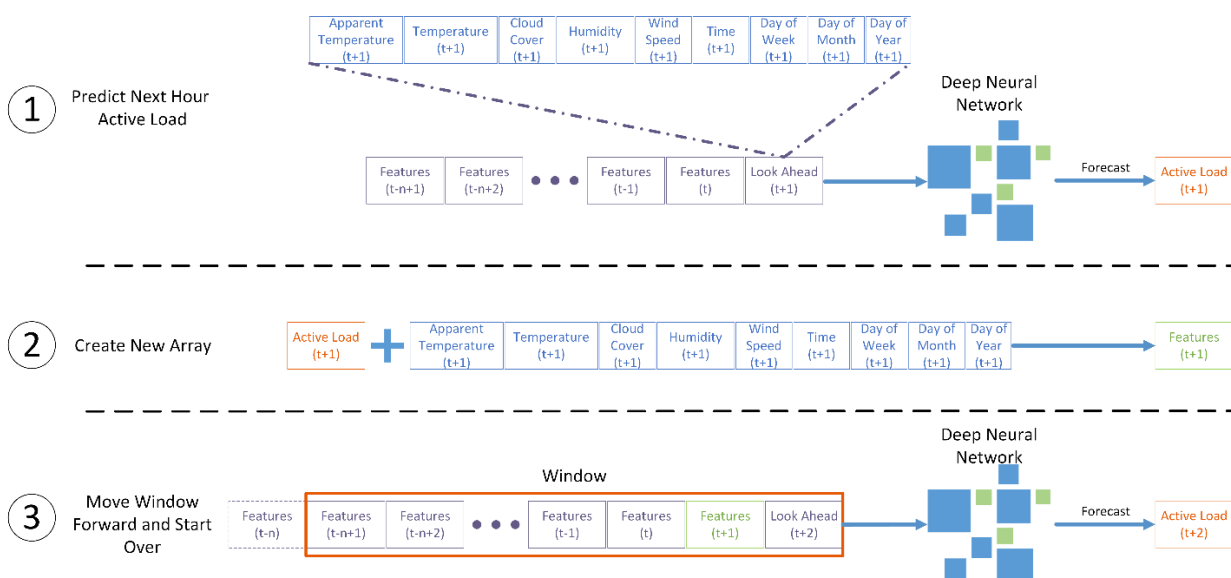 Apparent
Temperature
(t+1)
Temperature
(t+1)
Cloud
Cover
(t+1)
Humidity
(t+1)
Wind
Speed
(t+1)
Time
(t+1)
Day of
Week
(t+1)
Day of
Month
(t+1)
Day of
Year
(t+1)
1
Predict Next Hour
Active Load
Deep Neural
Network
Features
(t-n+1)
Features
(t-n+2)
Features
(t-1)
Features
(t)
Look Ahead
(t+1)
Forecast
Active Load
(t+1)
2
Create New Array
Active Load
(t+1)
Apparent
Temperature
(t+1)
Temperature
(t+1)
Cloud
Cover
(t+1)
Humidity
(t+1)
Wind
Speed
(t+1)
Time
(t+1)
Day of
Week
(t+1)
Day of
Month
(t+1)
Day of
Year
(t+1)
Features
(t+1)
3
Move Window
Forward and Start
Over
Window
Features
(t-n)
Features
(t-n+1)
Features
(t-n+2)
Features
(t-1)
Features
(t)
Features
(t+1)
Look Ahead
(t+2)
Deep Neural
Network
Forecast
Active Load
(t+2)